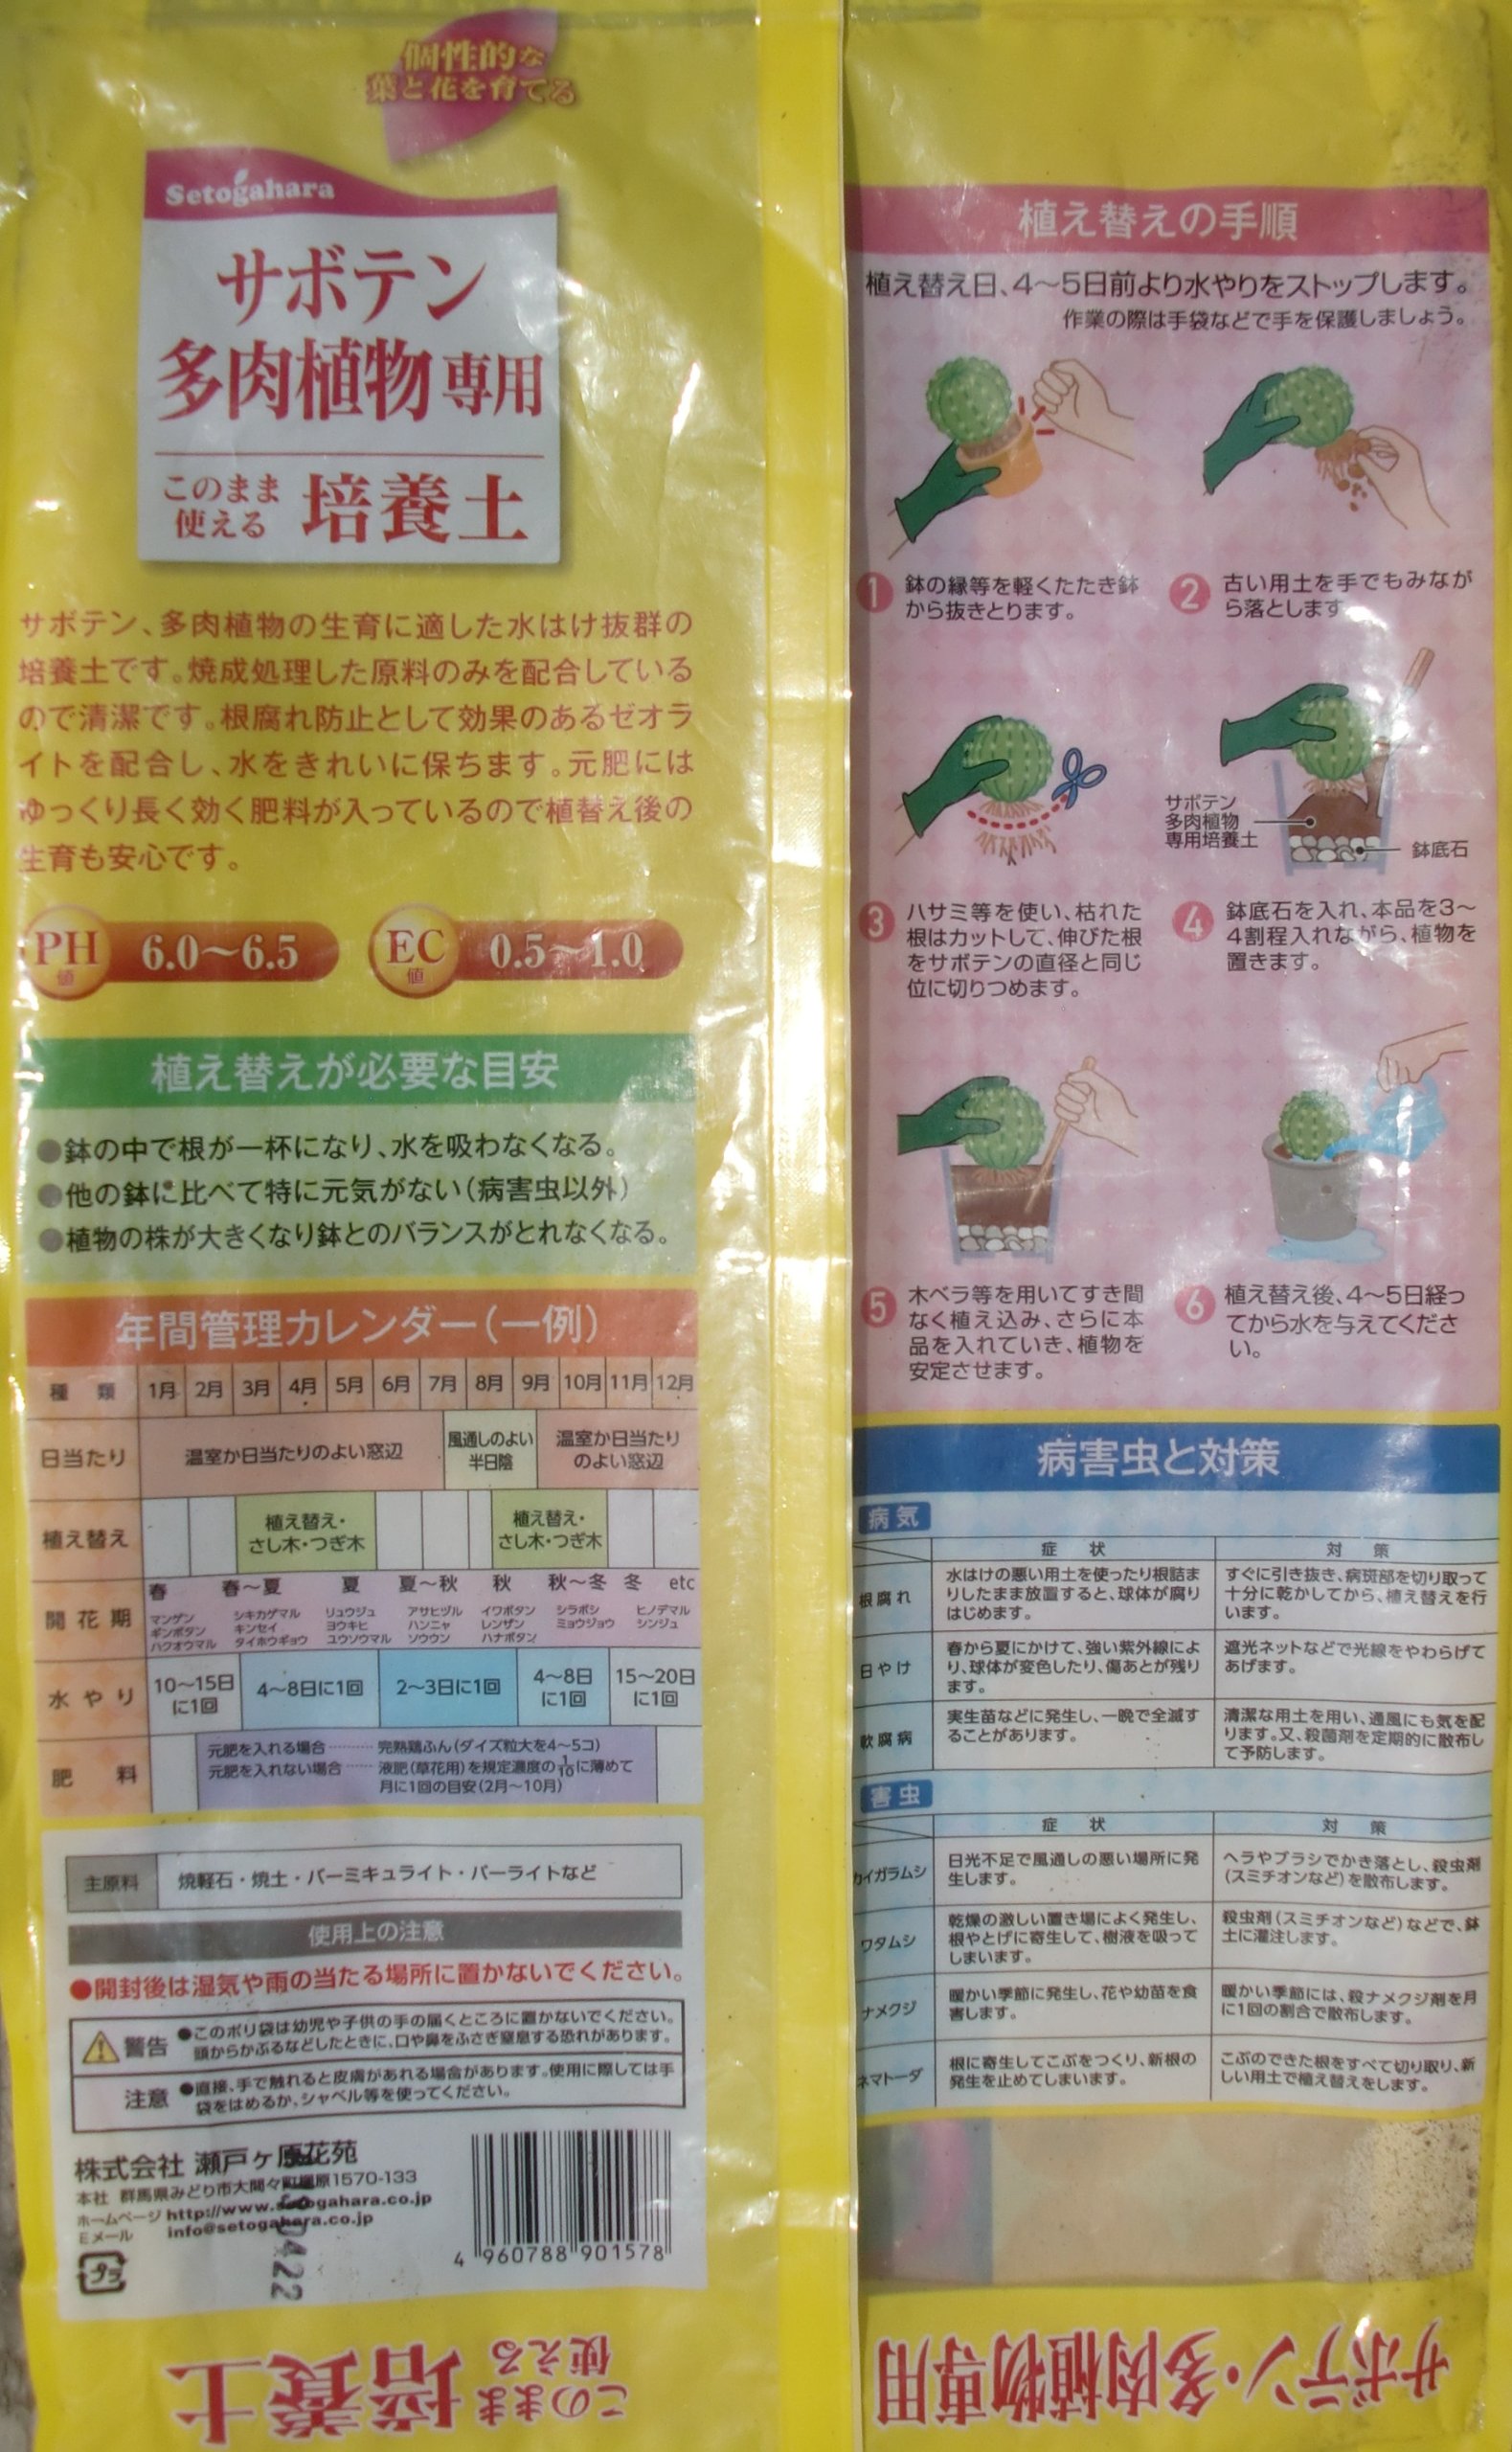 個性的な
葉と花を育てる
Setogahara
サボテン
多肉植物専用
このまま
使える
培養土
サボテン、多肉植物の生育に適した水はけ抜群の
培養土です。焼成処理した原料のみを配合している
ので清潔です。根腐れ防止として効果のあるゼオラ
イトを配合し、水をきれいに保ちます。元肥には
ゆっくり長く効く肥料が入っているので植替え後の
生育も安心です。
PH値 6.0〜6.5
EC値 0.5〜1.0
植え替えが必要な目安
●鉢の中で根が一杯になり、水を吸わなくなる。
●他の鉢に比べて特に元気がない(病害虫以外)
●植物の株が大きくなり鉢とのバランスがとれなくなる。
年間管理カレンダー(一例)
種類 1月 2月 3月 4月 5月 6月 7月 8月 9月 10月 11月 12月
日当たり
温室か日当たりのよい窓辺
風通しのよい
半日陰
温室か日当たり
のよい窓辺
植え替え
植え替え・
さし木・つぎ木
植え替え・
さし木・つぎ木
開花期
春 春〜夏 夏 夏〜秋 秋 秋〜冬 冬 etc
マンゲン シキカゲマル リュウジュ アサヒヅル イワボタン シラボシ ヒノデマル
ギンボタン キンセイ ヨウキヒ ハンニャ レンザン ミョウジョウ シンジュ
ハクオウマル タイホウギョウ ユウソウマル ソウウン ハナボタン
水やり
10〜15日
に1回
4〜8日に1回
2〜3日に1回
4〜8日
に1回
15〜20日
に1回
肥料
元肥を入れる場合………完熟鶏ふん(ダイズ粒大を4〜5コ)
元肥を入れない場合……液肥(草花用)を規定濃度の1/10に薄めて
月に1回の目安(2月〜10月)
主原料 焼軽石・焼土・バーミキュライト・パーライトなど
使用上の注意
●開封後は湿気や雨の当たる場所に置かないでください。
警告 ●このポリ袋は幼児や子供の手の届くところに置かないでください。
頭からかぶるなどしたときに、口や鼻をふさぎ窒息する恐れがあります。
注意 ●直接、手で触れると皮膚があれる場合があります。使用に際しては手
袋をはめるか、シャベル等を使ってください。
株式会社 瀬戸ヶ原花苑
本社 群馬県みどり市大間々町桐原1570-133
ホームページ http://www.setogahara.co.jp
Eメール info@setogahara.co.jp
プラ
0422
4 960788 901578
このまま
使える
培養土
植え替えの手順
植え替え日、4〜5日前より水やりをストップします。
作業の際は手袋などで手を保護しましょう。
1 鉢の縁等を軽くたたき鉢
から抜きとります。
2 古い用土を手でもみなが
ら落とします。
サボテン
多肉植物
専用培養土
鉢底石
3 ハサミ等を使い、枯れた
根はカットして、伸びた根
をサボテンの直径と同じ
位に切りつめます。
4 鉢底石を入れ、本品を3〜
4割程入れながら、植物を
置きます。
5 木ベラ等を用いてすき間
なく植え込み、さらに本
品を入れていき、植物を
安定させます。
6 植え替え後、4〜5日経っ
てから水を与えてくださ
い。
病害虫と対策
病気
症状 対策
根腐れ
水はけの悪い用土を使ったり根詰ま
りしたまま放置すると、球体が腐り
はじめます。
すぐに引き抜き、病斑部を切り取って
十分に乾かしてから、植え替えを行
います。
日やけ
春から夏にかけて、強い紫外線によ
り、球体が変色したり、傷あとが残り
ます。
遮光ネットなどで光線をやわらげて
あげます。
軟腐病
実生苗などに発生し、一晩で全滅す
ることがあります。
清潔な用土を用い、通風にも気を配
ります。又、殺菌剤を定期的に散布し
て予防します。
害虫
症状 対策
カイガラムシ
日光不足で風通しの悪い場所に発
生します。
ヘラやブラシでかき落とし、殺虫剤
(スミチオンなど)を散布します。
ワタムシ
乾燥の激しい置き場によく発生し、
根やとげに寄生して、樹液を吸って
しまいます。
殺虫剤(スミチオンなど)などで、鉢
土に灌注します。
ナメクジ
暖かい季節に発生し、花や幼苗を食
害します。
暖かい季節には、殺ナメクジ剤を月
に1回の割合で散布します。
ネマトーダ
根に寄生してこぶをつくり、新根の
発生を止めてしまいます。
こぶのできた根をすべて切り取り、新
しい用土で植え替えをします。
サボテン・多肉植物専用